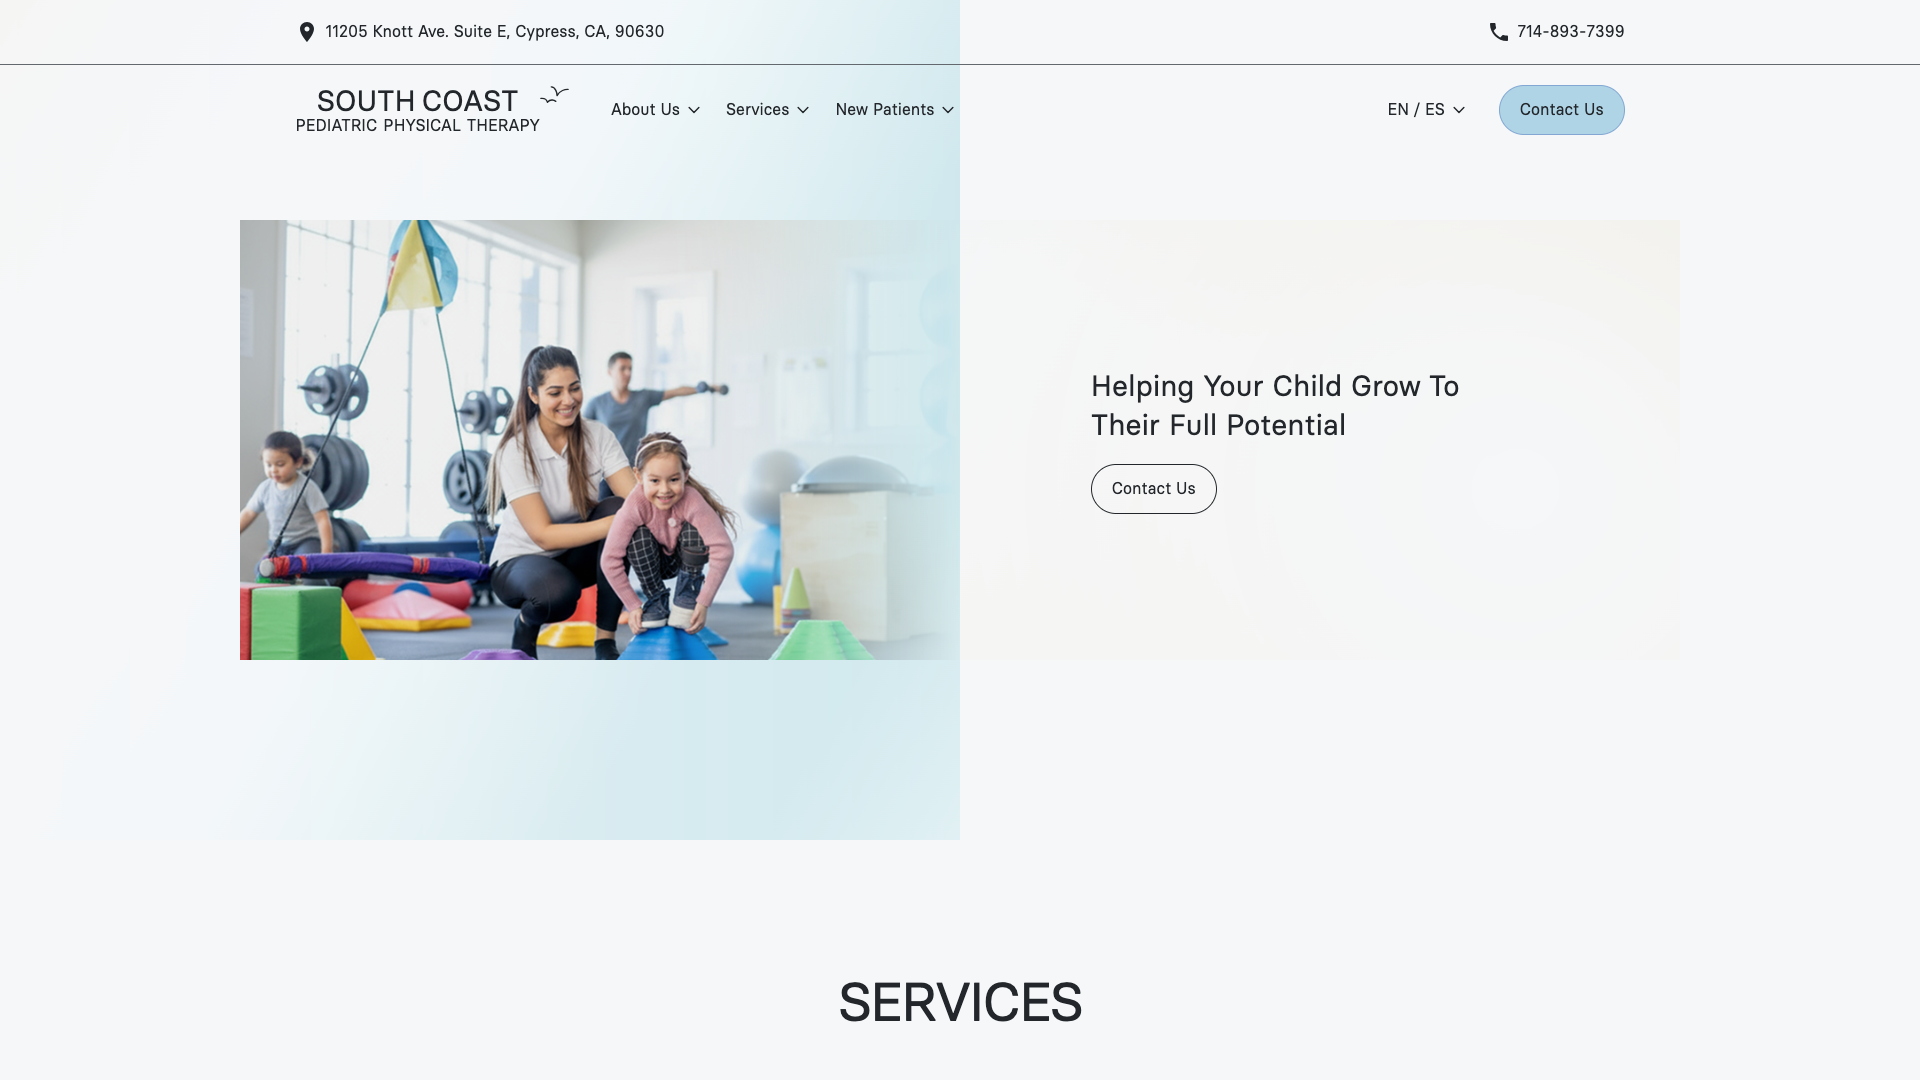 11205 Knott Ave. Suite E, Cypress, CA, 90630
714-893-7399
SOUTH COAST
PEDIATRIC PHYSICAL THERAPY
About Us
Services
New Patients
EN / ES
Contact Us
Helping Your Child Grow To
Their Full Potential
Contact Us
SERVICES